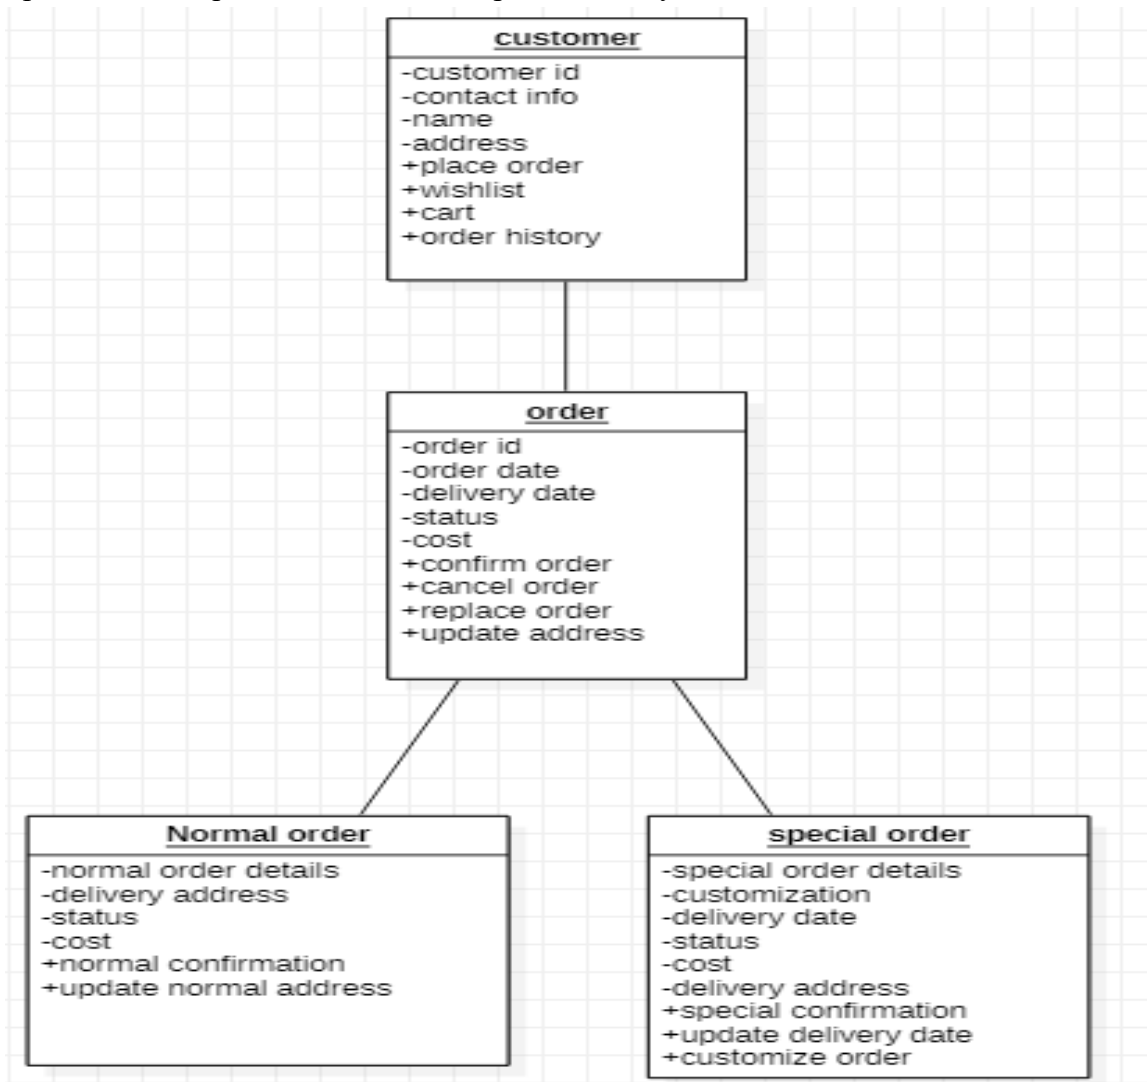 customer
-customer id
-contact info
-name
-address
+place order
+wishlist
+cart
+order history
order
-order id
-order date
-delivery date
-status
-cost
+confirm order
+cancel order
+replace order
+update address
Normal order
-normal order details
-delivery address
-status
-cost
+normal confirmation
+update normal address
special order
-special order details
-customization
-delivery date
-status
-cost
-delivery address
+special confirmation
+update delivery date
+customize order